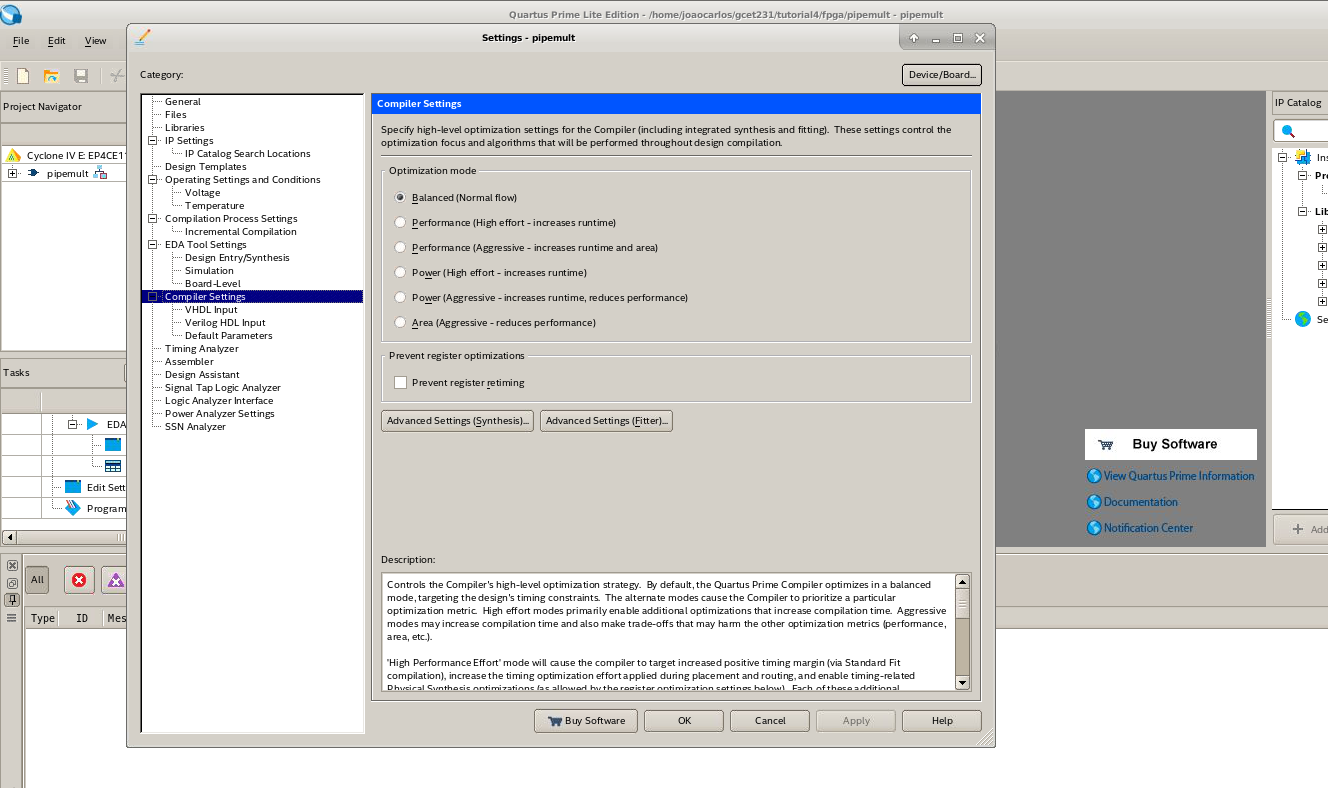 Quartus Prime Lite Edition - /home/joaocarlos/gcet231/tutorial4/fpga/pipemult - pipemult
File Edit View
Project Navigator
Cyclone IV E: EP4CE11
pipemult
Tasks
EDA
Edit Sett
Program
All
Type ID Mes
Settings - pipemult
Category:
Device/Board...
General
Files
Libraries
IP Settings
IP Catalog Search Locations
Design Templates
Operating Settings and Conditions
Voltage
Temperature
Compilation Process Settings
Incremental Compilation
EDA Tool Settings
Design Entry/Synthesis
Simulation
Board-Level
Compiler Settings
VHDL Input
Verilog HDL Input
Default Parameters
Timing Analyzer
Assembler
Design Assistant
Signal Tap Logic Analyzer
Logic Analyzer Interface
Power Analyzer Settings
SSN Analyzer
Compiler Settings
Specify high-level optimization settings for the Compiler (including integrated synthesis and fitting). These settings control the
optimization focus and algorithms that will be performed throughout design compilation.
Optimization mode
Balanced (Normal flow)
Performance (High effort - increases runtime)
Performance (Aggressive - increases runtime and area)
Power (High effort - increases runtime)
Power (Aggressive - increases runtime, reduces performance)
Area (Aggressive - reduces performance)
Prevent register optimizations
Prevent register retiming
Advanced Settings (Synthesis)... Advanced Settings (Fitter)...
Description:
Controls the Compiler's high-level optimization strategy. By default, the Quartus Prime Compiler optimizes in a balanced
mode, targeting the design's timing constraints. The alternate modes cause the Compiler to prioritize a particular
optimization metric. High effort modes primarily enable additional optimizations that increase compilation time. Aggressive
modes may increase compilation time and also make trade-offs that may harm the other optimization metrics (performance,
area, etc.).
'High Performance Effort' mode will cause the compiler to target increased positive timing margin (via Standard Fit
compilation), increase the timing optimization effort applied during placement and routing, and enable timing-related
Physical Synthesis optimizations (as allowed by the register optimization settings below). Each of these additional
Buy Software OK Cancel Apply Help
Buy Software
View Quartus Prime Information
Documentation
Notification Center
IP Catalog
Ins
Pro
Lib
Se
Add